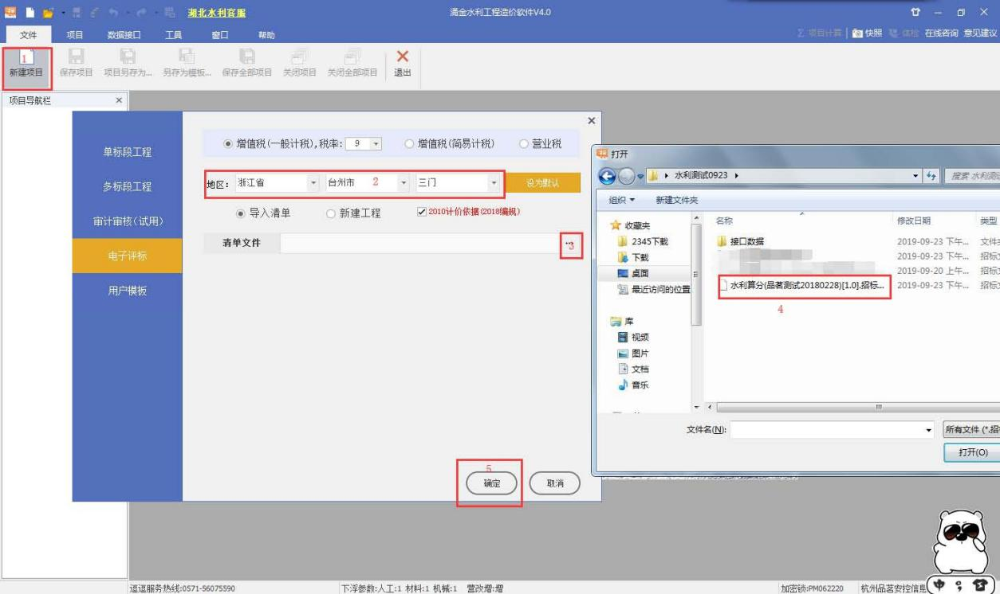 湖北水利客服
涌金水利工程造价软件V4.0
文件 项目 数据接口 工具 窗口 帮助
Σ 项目计算 快照 体检 在线咨询 意见建议
1
新建项目 保存项目 项目另存为... 另存为模板... 保存全部项目 关闭项目 关闭全部项目 退出
项目导航栏
单标段工程
多标段工程
审计审核(试用)
电子评标
用户模板
增值税(一般计税),税率: 9 增值税(简易计税) 营业税
地区: 浙江省 台州市 2 三门 设为默认
导入清单 新建工程 2010计价依据(2018编规)
清单文件
3
5
确定 取消
打开
水利测试0923
搜索 水利测
组织 新建文件夹
收藏夹
2345下载
下载
桌面
最近访问的位置
库
视频
图片
文档
音乐
名称 修改日期 类型
接口数据 2019-09-23 下午... 文件
2019-09-23 下午... 招标
2019-09-20 上午... 招标
水利算分(品茗测试20180228)[1.0].招标... 2019-09-23 下午... 招标
4
文件名(N): 所有文件 (*.招
打开(O)
逗逗服务热线:0571-56075590 下浮参数:人工:1 材料:1 机械:1 营改增:增 加密锁:PM062220 杭州品茗安控信息
中